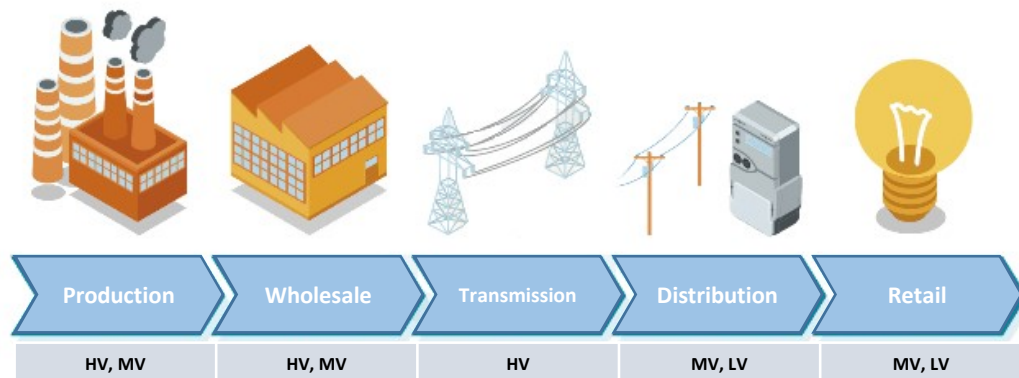 Production
Wholesale
Transmission
Distribution
Retail
HV, MV
HV, MV
HV
MV, LV
MV, LV